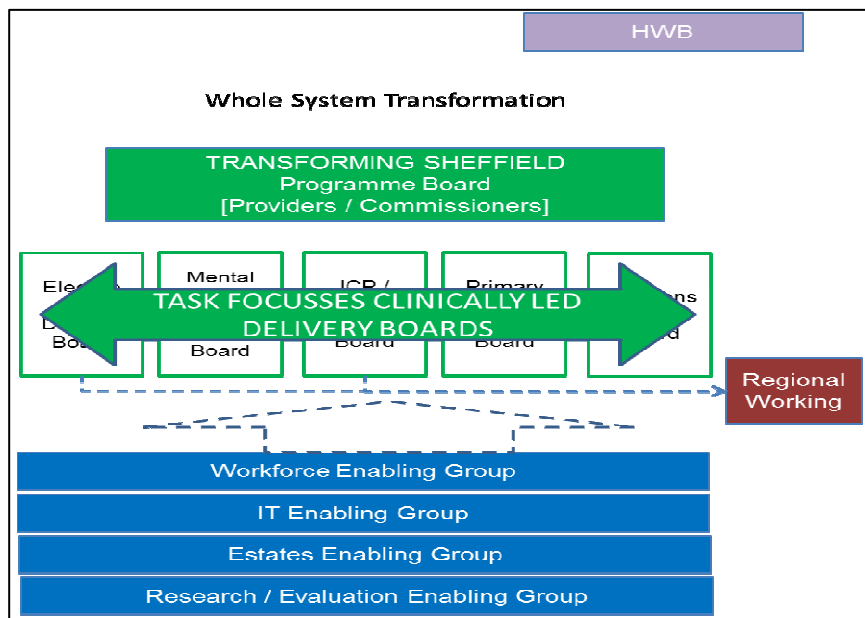 HWB
Whole System Transformation
TRANSFORMING SHEFFIELD
Programme Board
[Providers / Commissioners]
Mental
Primary
TASK FOCUSSES CLINICALLY LED
DELIVERY BOARDS
Board
Board
Board
Regional
Working
Workforce Enabling Group
IT Enabling Group
Estates Enabling Group
Research / Evaluation Enabling Group